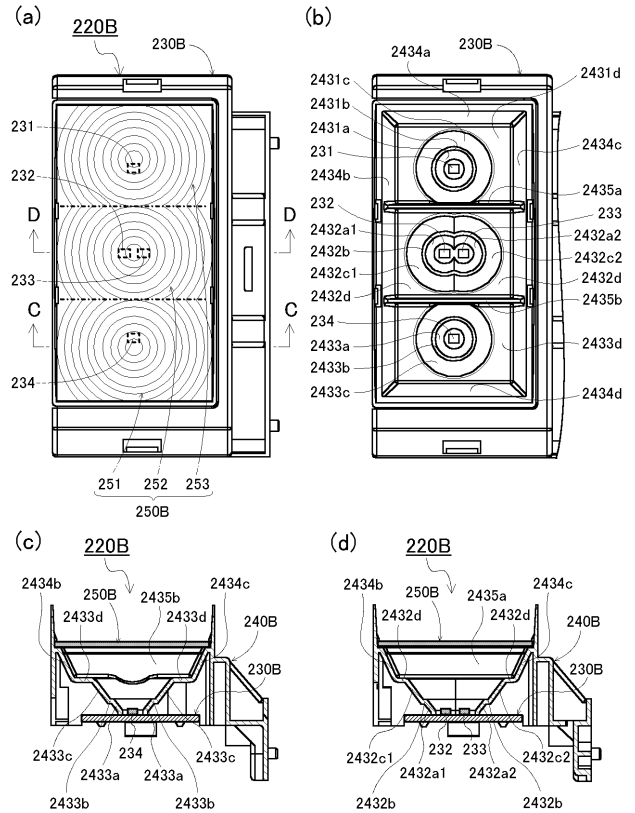 (a)
220B
230B
231
232
D
D
233
C
C
234
251
252
253
250B
(b)
230B
2434a
2431c
2431d
2431b
2431a
2434c
231
2434b
2435a
232
233
2432a1
2432a2
2432b
2432c1
2432c2
2432d
2432d
2435b
234
2433a
2433d
2433b
2433c
2434d
(c)
220B
2434b
250B
2435b
2434c
2433d
2433d
240B
230B
2433c
234
2433c
2433a
2433a
2433b
2433b
(d)
220B
2434b
250B
2435a
2434c
2432d
2432d
240B
230B
2432c1
232
233
2432c2
2432a1
2432a2
2432b
2432b